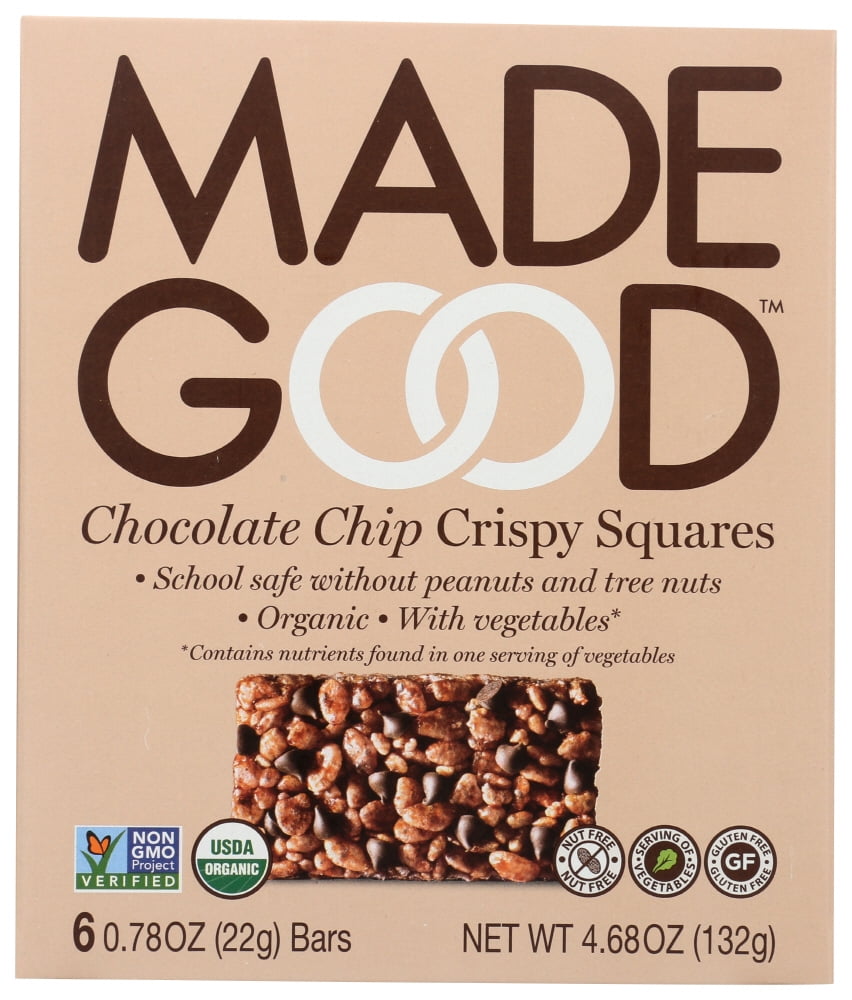 MADE
GOOD™
Chocolate Chip Crispy Squares
• School safe without peanuts and tree nuts
• Organic • With vegetables*
*Contains nutrients found in one serving of vegetables
NON
GMO
Project
VERIFIED
USDA
ORGANIC
NUT FREE
• NUT FREE •
• SERVING OF •
VEGETABLES
GLUTEN FREE
GF
• GLUTEN FREE •
6 0.78OZ (22g) Bars
NET WT 4.68OZ (132g)